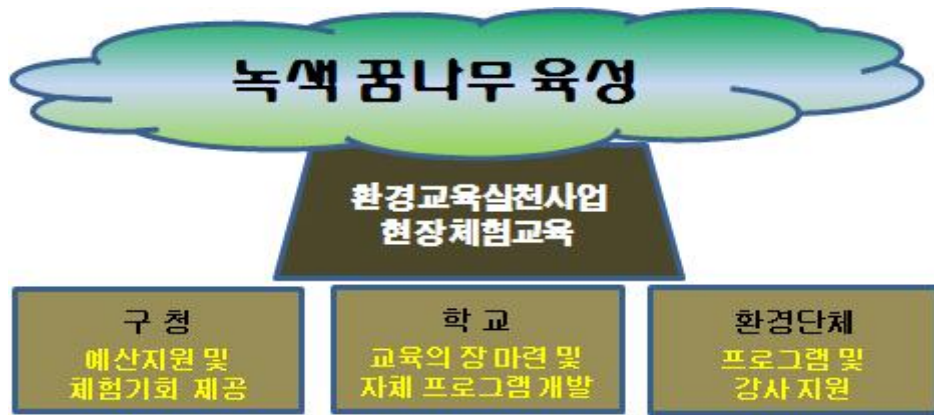 녹색 꿈나무 육성
환경교육실천사업
현장체험교육
구 청
예산지원 및
체험기회 제공
학 교
교육의 장 마련 및
자체 프로그램 개발
환경단체
프로그램 및
강사 지원